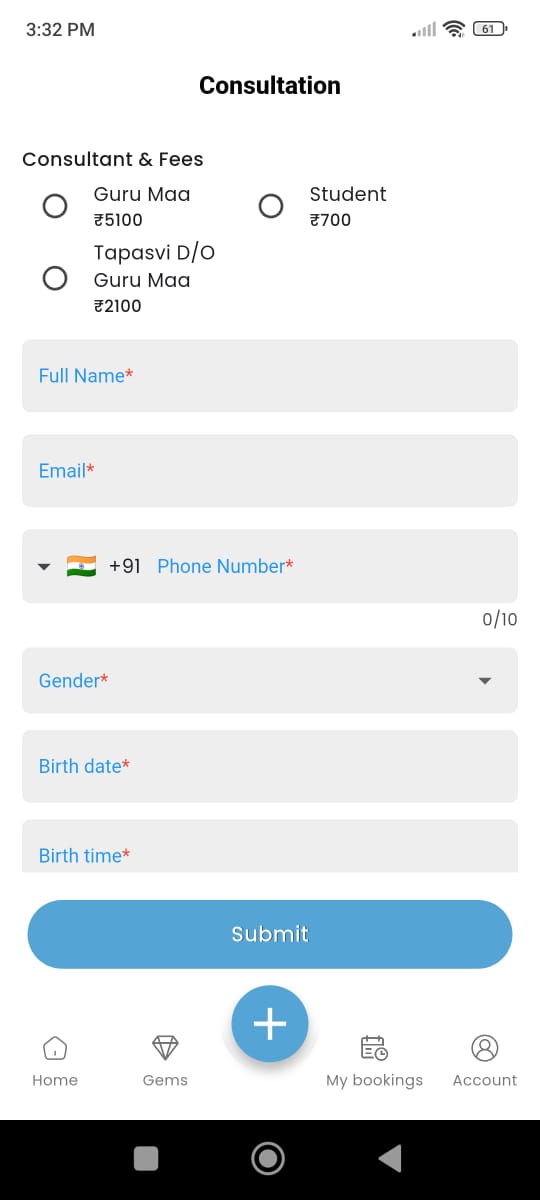 3:32 PM
61
Consultation
Consultant & Fees
Guru Maa
₹5100
Student
₹700
Tapasvi D/O
Guru Maa
₹2100
Full Name*
Email*
+91 Phone Number*
0/10
Gender*
Birth date*
Birth time*
Submit
Home
Gems
My bookings
Account